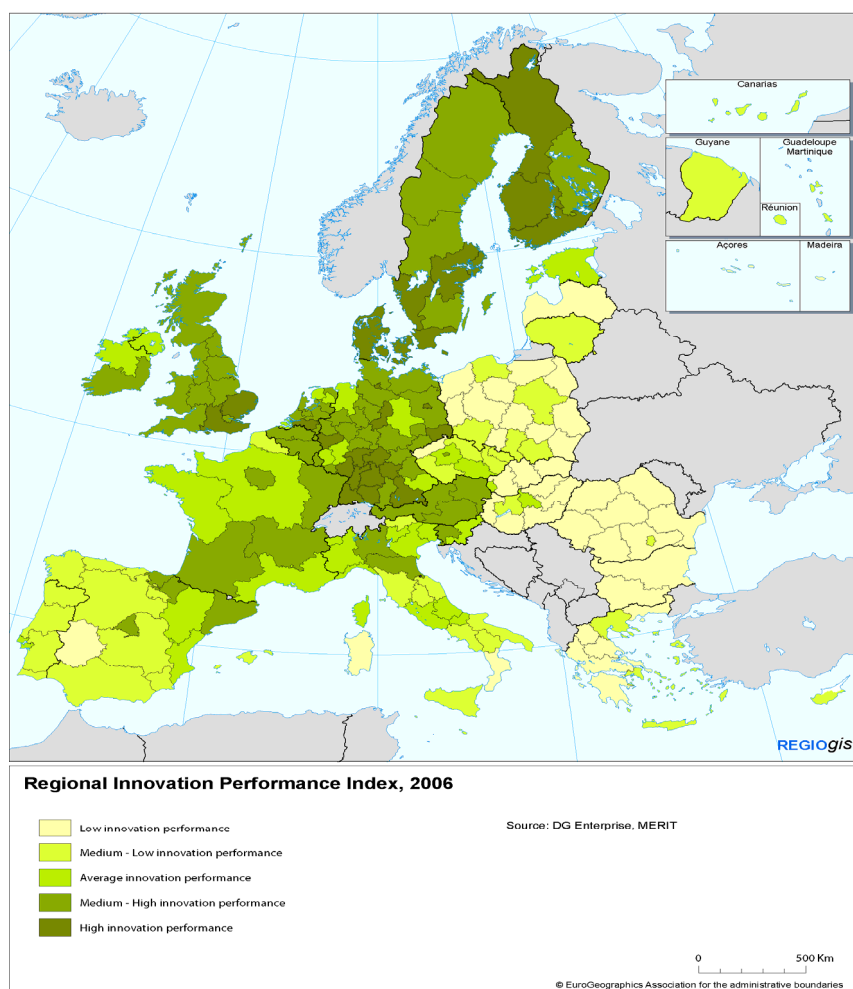 Canarias
Guyane
Guadeloupe
Martinique
Réunion
Açores
Madeira
REGIOgis
Regional Innovation Performance Index, 2006
Low innovation performance
Source: DG Enterprise, MERIT
Medium - Low innovation performance
Average innovation performance
Medium - High innovation performance
High innovation performance
0 500 Km
© EuroGeographics Association for the administrative boundaries